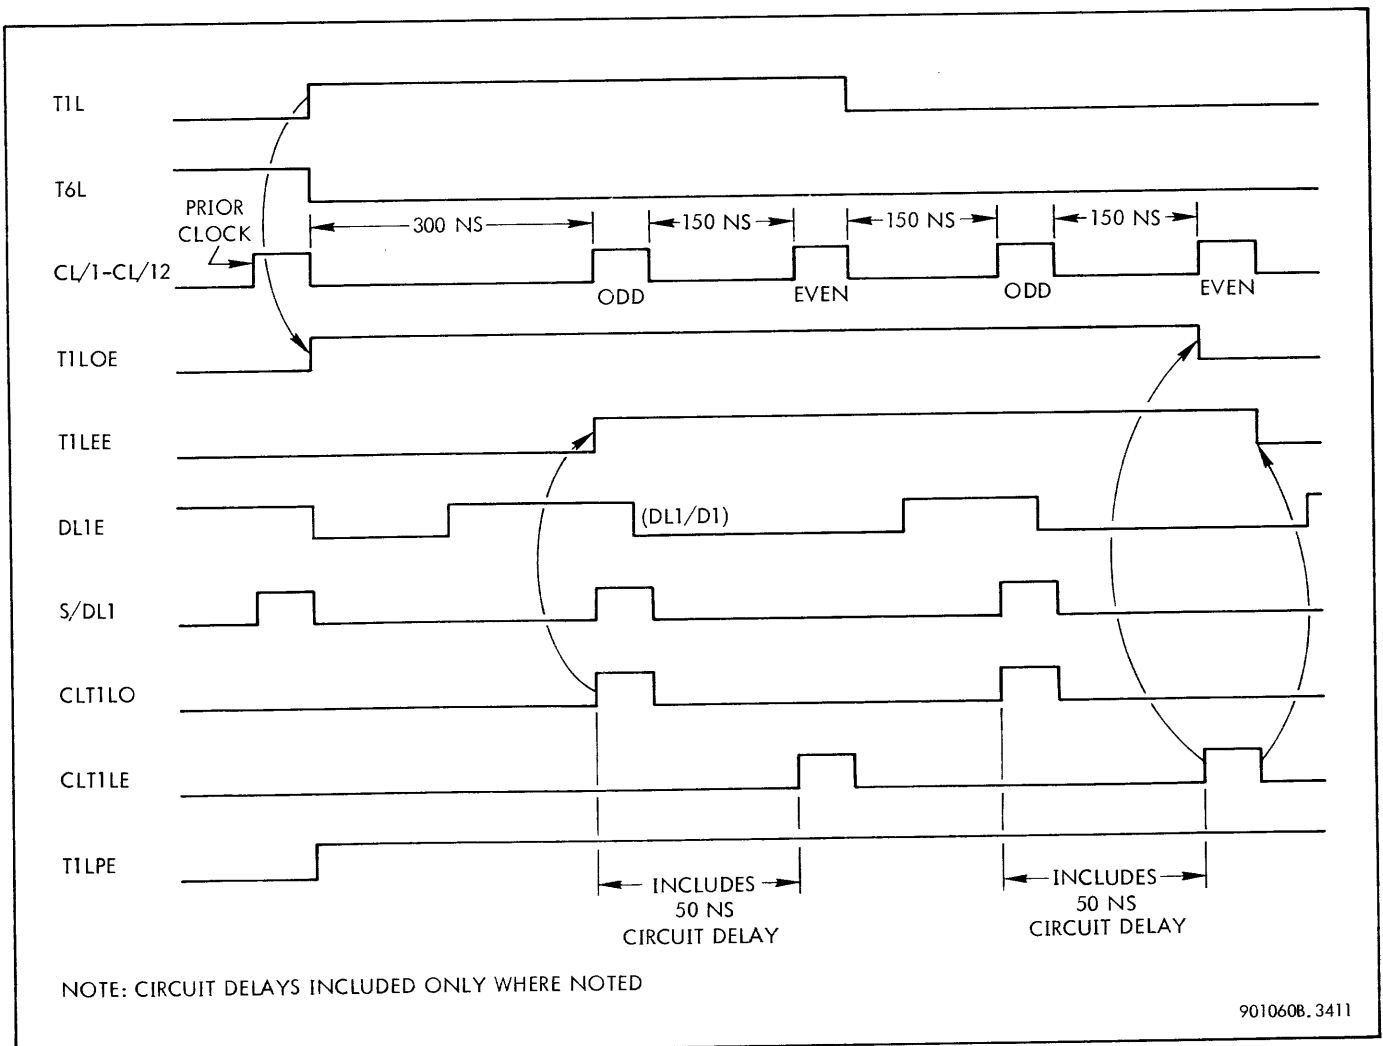 T1L
T6L
PRIOR
CLOCK
300 NS
150 NS
150 NS
150 NS
CL/1-CL/12
ODD
EVEN
ODD
EVEN
T1LOE
T1LEE
DL1E
(DL1/D1)
S/DL1
CLT1LO
CLT1LE
T1LPE
INCLUDES
50 NS
CIRCUIT DELAY
INCLUDES
50 NS
CIRCUIT DELAY
NOTE: CIRCUIT DELAYS INCLUDED ONLY WHERE NOTED
901060B.3411